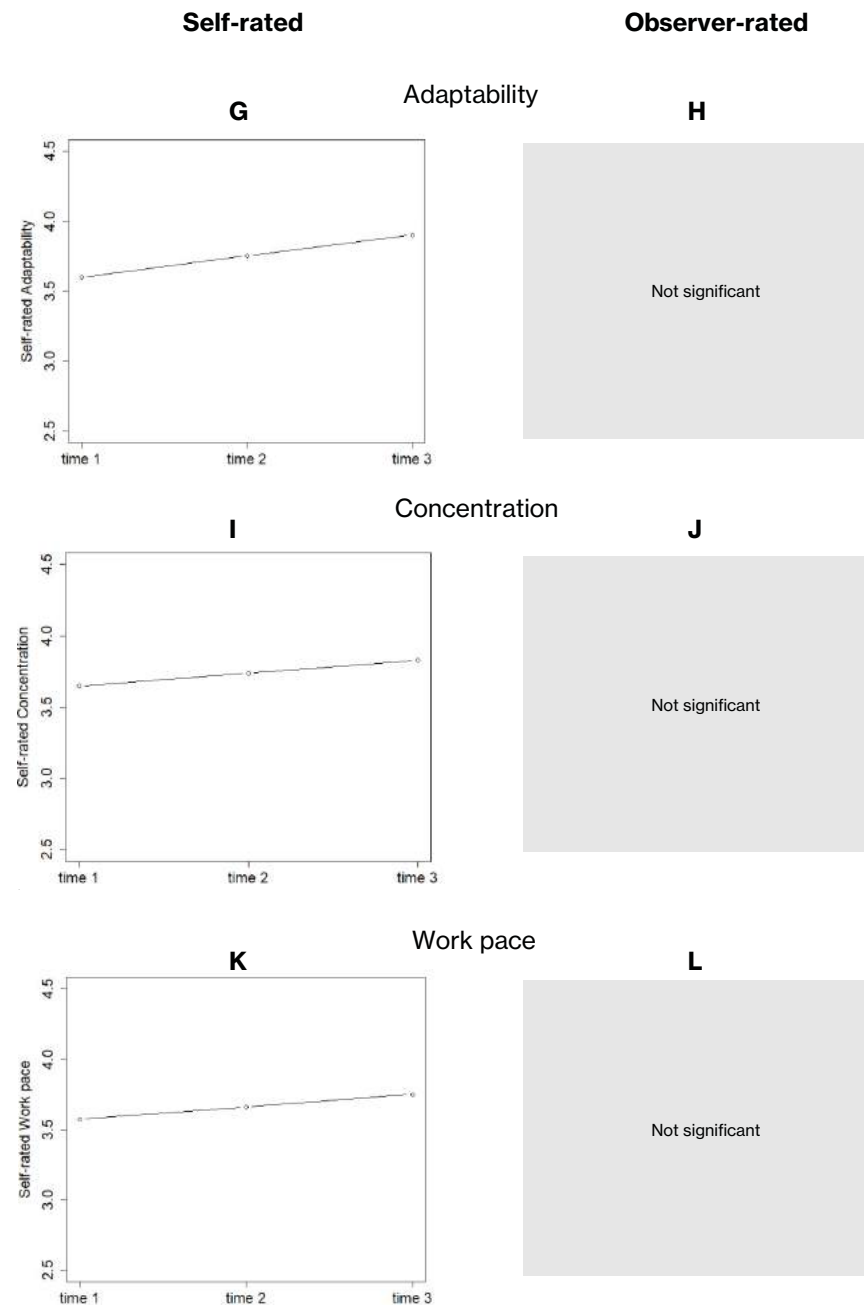 Self-rated Observer-rated
Adaptability
G H
4.5
4.0
3.5
3.0
2.5
Self-rated Adaptability
time 1 time 2 time 3
Not significant
Concentration
I J
4.5
4.0
3.5
3.0
2.5
Self-rated Concentration
time 1 time 2 time 3
Not significant
Work pace
K L
4.5
4.0
3.5
3.0
2.5
Self-rated Work pace
time 1 time 2 time 3
Not significant